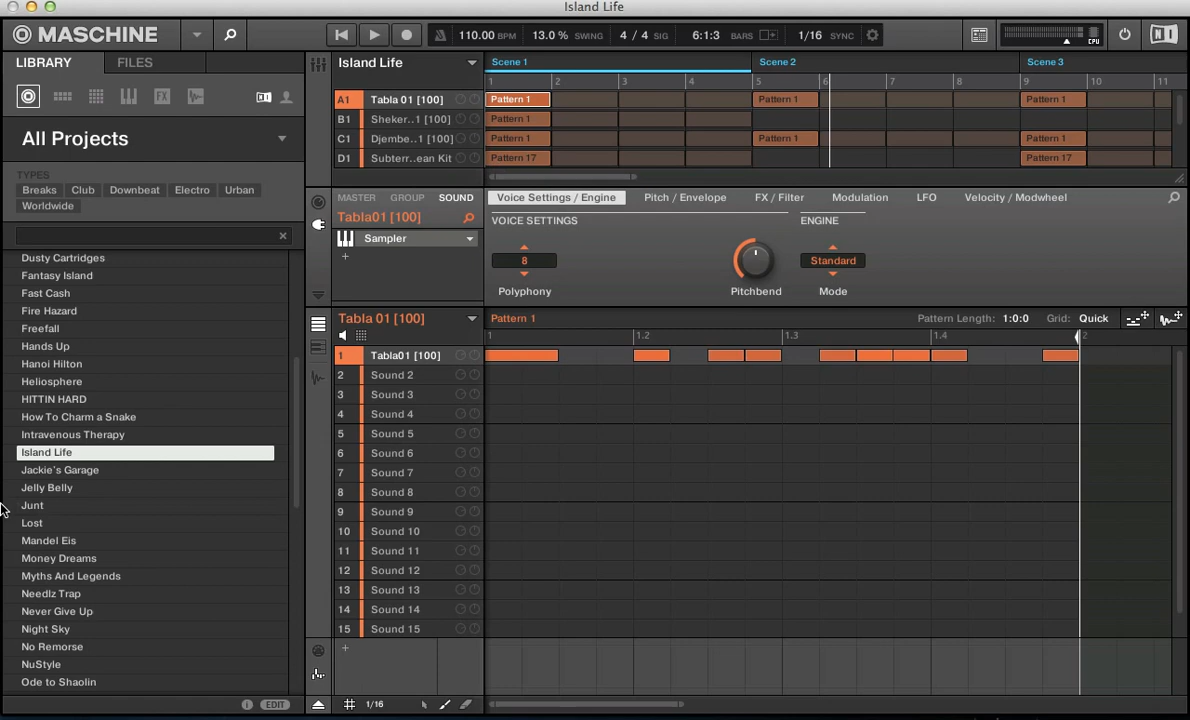 Island Life
MASCHINE
110.00 BPM 13.0 % SWING 4 / 4 SIG 6:1:3 BARS 1/16 SYNC CPU
LIBRARY FILES
All Projects
TYPES
Breaks Club Downbeat Electro Urban
Worldwide
Dusty Cartridges
Fantasy Island
Fast Cash
Fire Hazard
Freefall
Hands Up
Hanoi Hilton
Heliosphere
HITTIN HARD
How To Charm a Snake
Intravenous Therapy
Island Life
Jackie's Garage
Jelly Belly
Junt
Lost
Mandel Eis
Money Dreams
Myths And Legends
Needlz Trap
Never Give Up
Night Sky
No Remorse
NuStyle
Ode to Shaolin
EDIT
Island Life
Scene 1 Scene 2 Scene 3
1 2 3 4 5 6 7 8 9 10 11
A1 Tabla 01 [100] Pattern 1 Pattern 1 Pattern 1
B1 Sheker..1 [100] Pattern 1
C1 Djembe..1 [100] Pattern 1 Pattern 1 Pattern 1
D1 Subterr..ean Kit Pattern 17 Pattern 17
MASTER GROUP SOUND
Tabla01 [100]
Sampler
Voice Settings / Engine Pitch / Envelope FX / Filter Modulation LFO Velocity / Modwheel
VOICE SETTINGS ENGINE
8 Standard
Polyphony Pitchbend Mode
Tabla 01 [100] Pattern 1 Pattern Length: 1:0:0 Grid: Quick
1 1.2 1.3 1.4 2
1 Tabla01 [100]
2 Sound 2
3 Sound 3
4 Sound 4
5 Sound 5
6 Sound 6
7 Sound 7
8 Sound 8
9 Sound 9
10 Sound 10
11 Sound 11
12 Sound 12
13 Sound 13
14 Sound 14
15 Sound 15
1/16